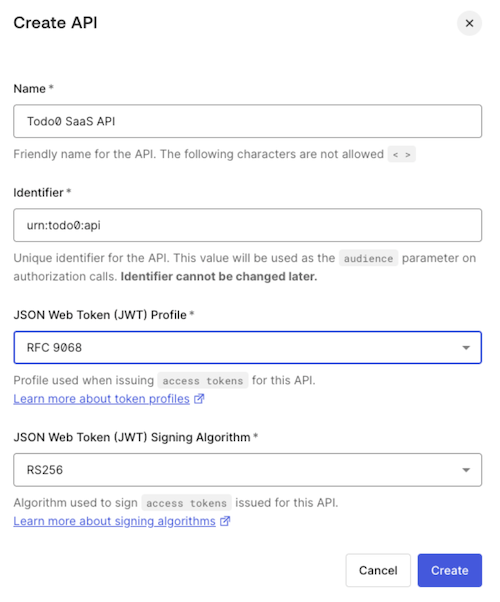 Create API
Name *
Todo0 SaaS API
Friendly name for the API. The following characters are not allowed < >
Identifier *
urn:todo0:api
Unique identifier for the API. This value will be used as the audience parameter on
authorization calls. Identifier cannot be changed later.
JSON Web Token (JWT) Profile *
RFC 9068
Profile used when issuing access tokens for this API.
Learn more about token profiles
JSON Web Token (JWT) Signing Algorithm *
RS256
Algorithm used to sign access tokens issued for this API.
Learn more about signing algorithms
Cancel Create